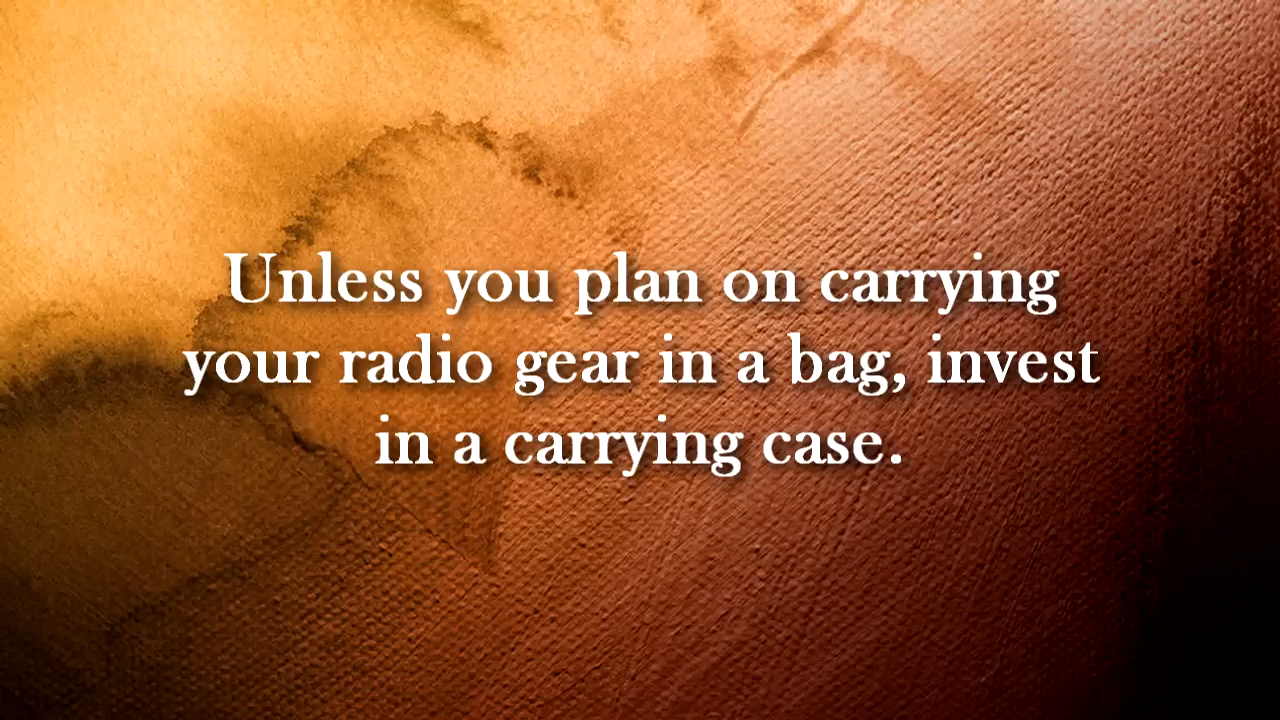 Unless you plan on carrying
your radio gear in a bag, invest
in a carrying case.